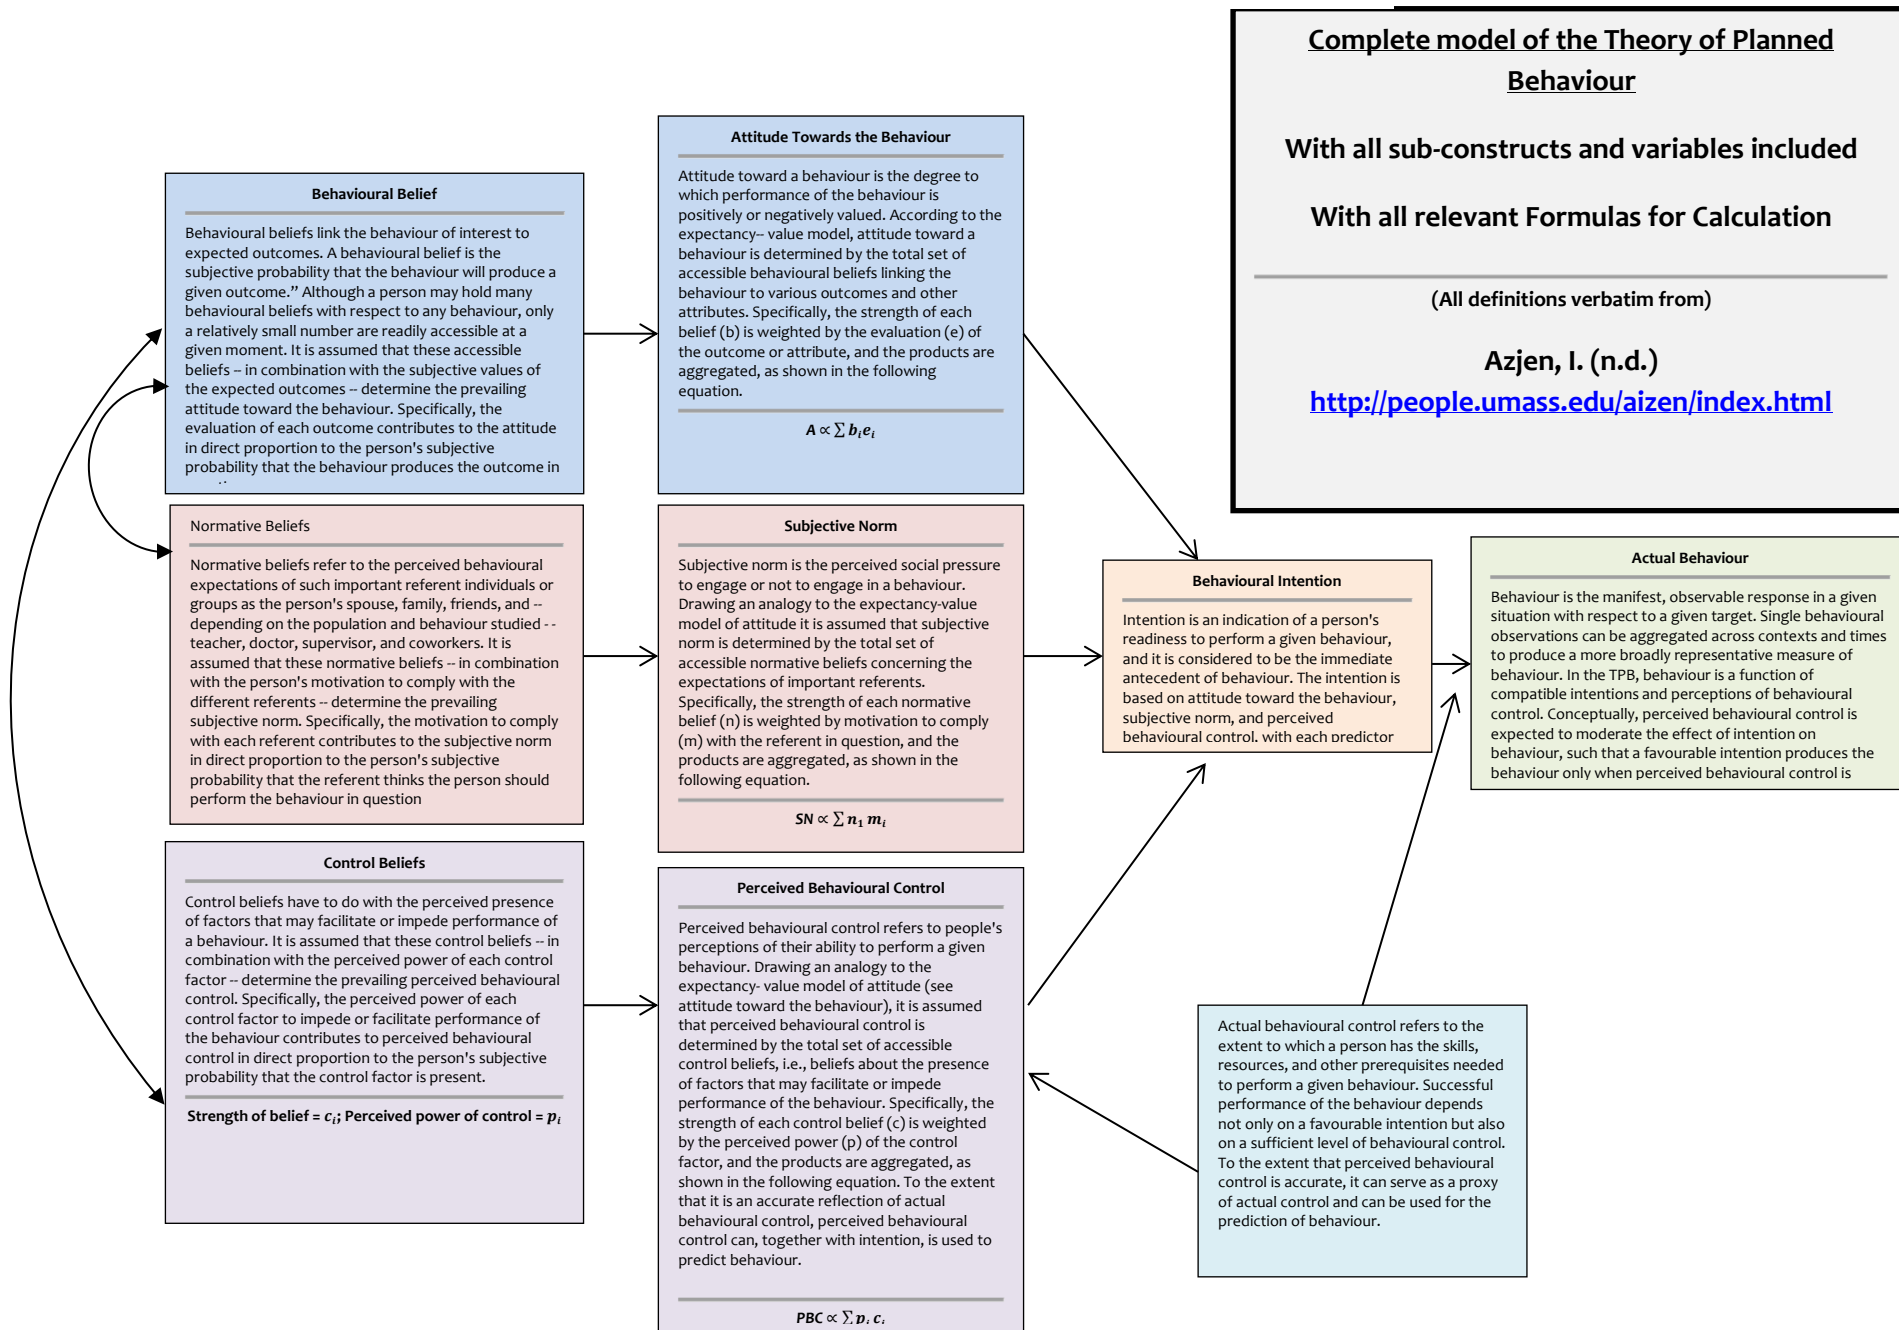 Complete model of the Theory of Planned
Behaviour
With all sub-constructs and variables included
With all relevant Formulas for Calculation
(All definitions verbatim from)
Azjen, I. (n.d.)
http://people.umass.edu/aizen/index.html
Behavioural Belief
Behavioural beliefs link the behaviour of interest to
expected outcomes. A behavioural belief is the
subjective probability that the behaviour will produce a
given outcome.” Although a person may hold many
behavioural beliefs with respect to any behaviour, only
a relatively small number are readily accessible at a
given moment. It is assumed that these accessible
beliefs -- in combination with the subjective values of
the expected outcomes -- determine the prevailing
attitude toward the behaviour. Specifically, the
evaluation of each outcome contributes to the attitude
in direct proportion to the person's subjective
probability that the behaviour produces the outcome in
Attitude Towards the Behaviour
Attitude toward a behaviour is the degree to
which performance of the behaviour is
positively or negatively valued. According to the
expectancy-- value model, attitude toward a
behaviour is determined by the total set of
accessible behavioural beliefs linking the
behaviour to various outcomes and other
attributes. Specifically, the strength of each
belief (b) is weighted by the evaluation (e) of
the outcome or attribute, and the products are
aggregated, as shown in the following
equation.
A ∝ ∑ bᵢeᵢ
Normative Beliefs
Normative beliefs refer to the perceived behavioural
expectations of such important referent individuals or
groups as the person's spouse, family, friends, and --
depending on the population and behaviour studied --
teacher, doctor, supervisor, and coworkers. It is
assumed that these normative beliefs -- in combination
with the person's motivation to comply with the
different referents -- determine the prevailing
subjective norm. Specifically, the motivation to comply
with each referent contributes to the subjective norm
in direct proportion to the person's subjective
probability that the referent thinks the person should
perform the behaviour in question
Subjective Norm
Subjective norm is the perceived social pressure
to engage or not to engage in a behaviour.
Drawing an analogy to the expectancy-value
model of attitude it is assumed that subjective
norm is determined by the total set of
accessible normative beliefs concerning the
expectations of important referents.
Specifically, the strength of each normative
belief (n) is weighted by motivation to comply
(m) with the referent in question, and the
products are aggregated, as shown in the
following equation.
SN ∝ ∑ n₁ mᵢ
Behavioural Intention
Intention is an indication of a person's
readiness to perform a given behaviour,
and it is considered to be the immediate
antecedent of behaviour. The intention is
based on attitude toward the behaviour,
subjective norm, and perceived
behavioural control, with each predictor
Actual Behaviour
Behaviour is the manifest, observable response in a given
situation with respect to a given target. Single behavioural
observations can be aggregated across contexts and times
to produce a more broadly representative measure of
behaviour. In the TPB, behaviour is a function of
compatible intentions and perceptions of behavioural
control. Conceptually, perceived behavioural control is
expected to moderate the effect of intention on
behaviour, such that a favourable intention produces the
behaviour only when perceived behavioural control is
Control Beliefs
Control beliefs have to do with the perceived presence
of factors that may facilitate or impede performance of
a behaviour. It is assumed that these control beliefs -- in
combination with the perceived power of each control
factor -- determine the prevailing perceived behavioural
control. Specifically, the perceived power of each
control factor to impede or facilitate performance of
the behaviour contributes to perceived behavioural
control in direct proportion to the person's subjective
probability that the control factor is present.
Strength of belief = cᵢ; Perceived power of control = pᵢ
Perceived Behavioural Control
Perceived behavioural control refers to people's
perceptions of their ability to perform a given
behaviour. Drawing an analogy to the
expectancy- value model of attitude (see
attitude toward the behaviour), it is assumed
that perceived behavioural control is
determined by the total set of accessible
control beliefs, i.e., beliefs about the presence
of factors that may facilitate or impede
performance of the behaviour. Specifically, the
strength of each control belief (c) is weighted
by the perceived power (p) of the control
factor, and the products are aggregated, as
shown in the following equation. To the extent
that it is an accurate reflection of actual
behavioural control, perceived behavioural
control can, together with intention, is used to
predict behaviour.
PBC ∝ ∑ pᵢ cᵢ
Actual behavioural control refers to the
extent to which a person has the skills,
resources, and other prerequisites needed
to perform a given behaviour. Successful
performance of the behaviour depends
not only on a favourable intention but also
on a sufficient level of behavioural control.
To the extent that perceived behavioural
control is accurate, it can serve as a proxy
of actual control and can be used for the
prediction of behaviour.